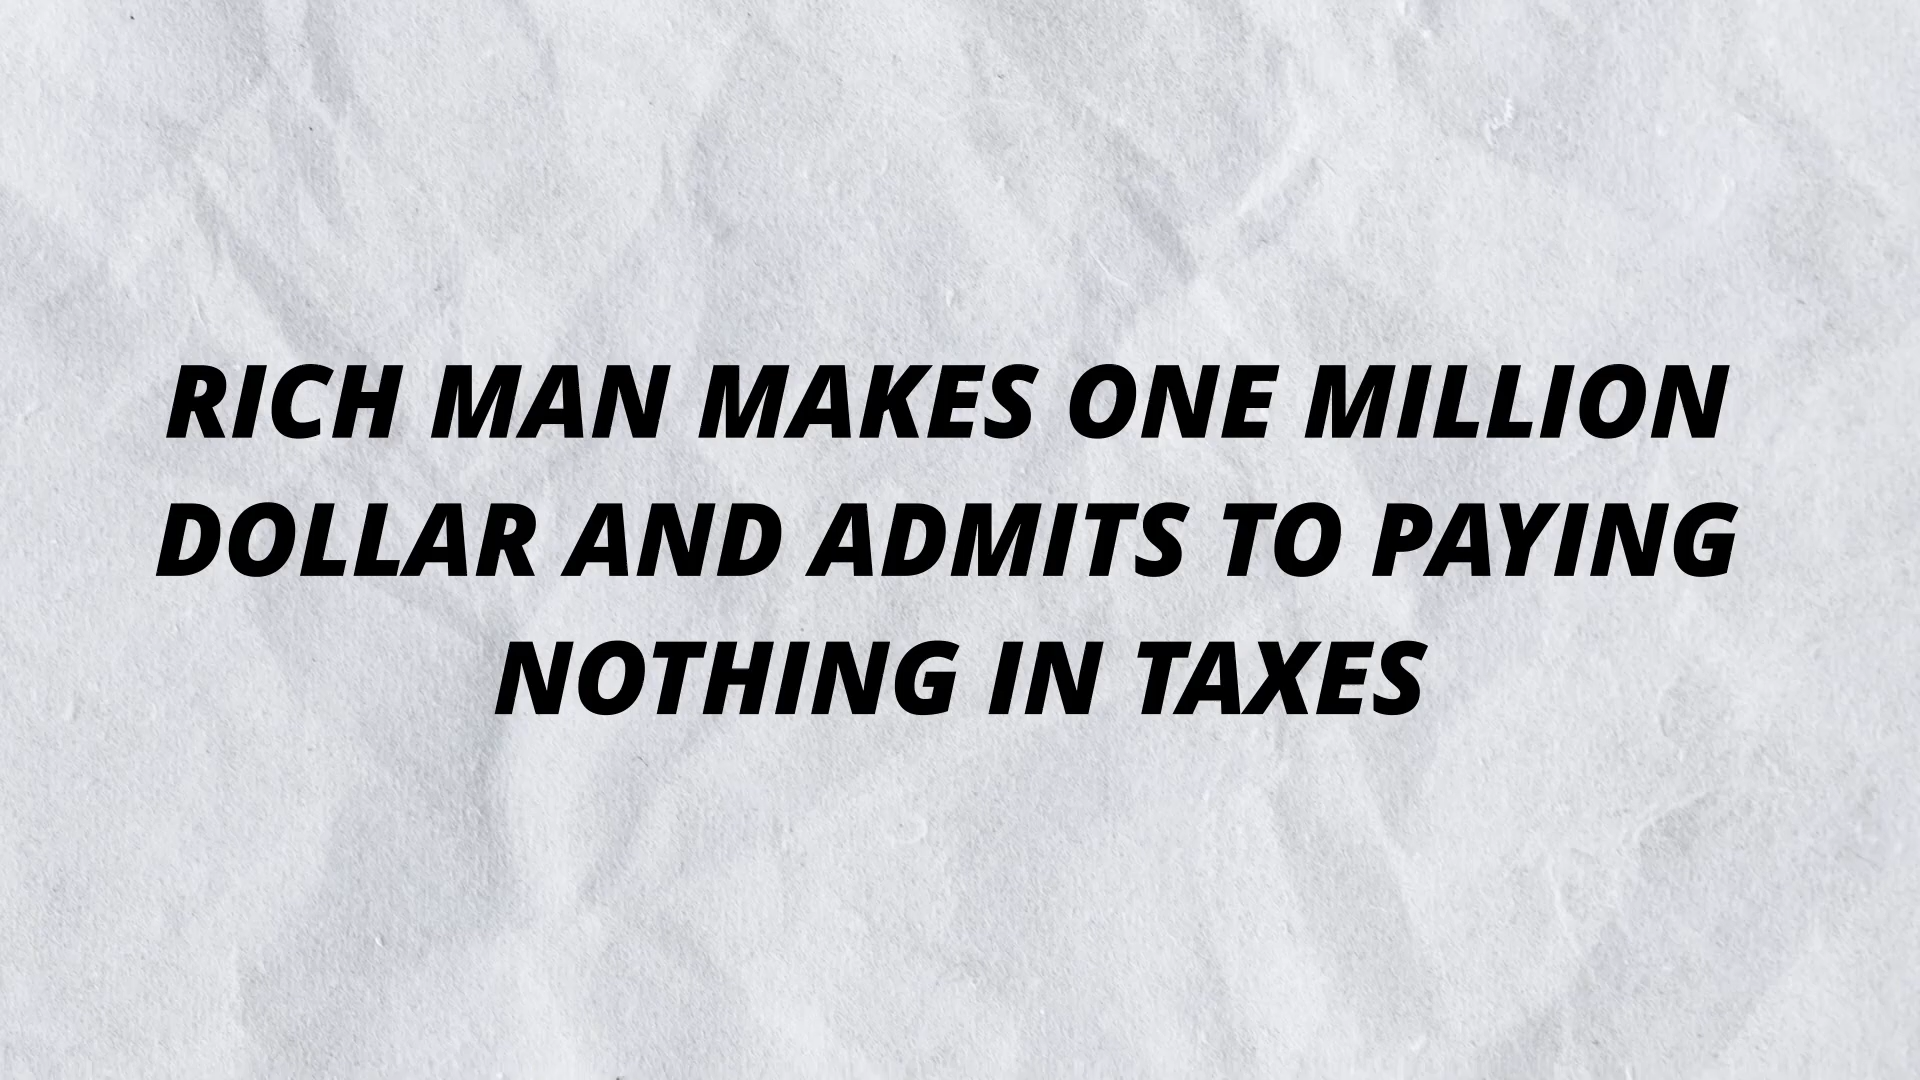 RICH MAN MAKES ONE MILLION
DOLLAR AND ADMITS TO PAYING
NOTHING IN TAXES